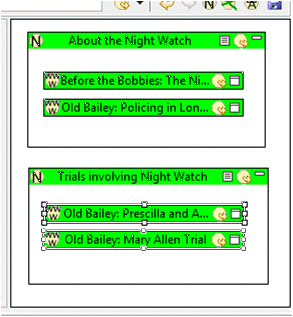 About the Night Watch
Before the Bobbies: The Ni...
Old Bailey: Policing in Lon...
Trials involving Night Watch
Old Bailey: Prescilla and A...
Old Bailey: Mary Allen Trial